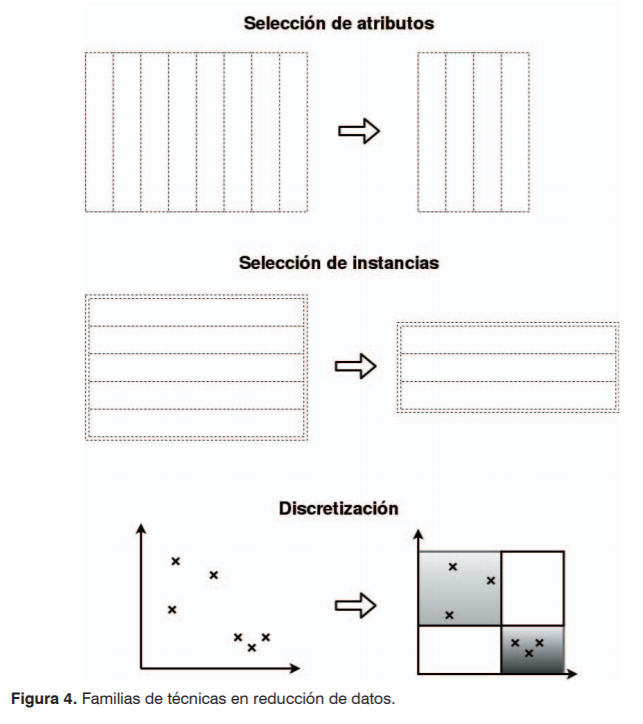 Selección de atributos
Selección de instancias
Discretización
Figura 4. Familias de técnicas en reducción de datos.